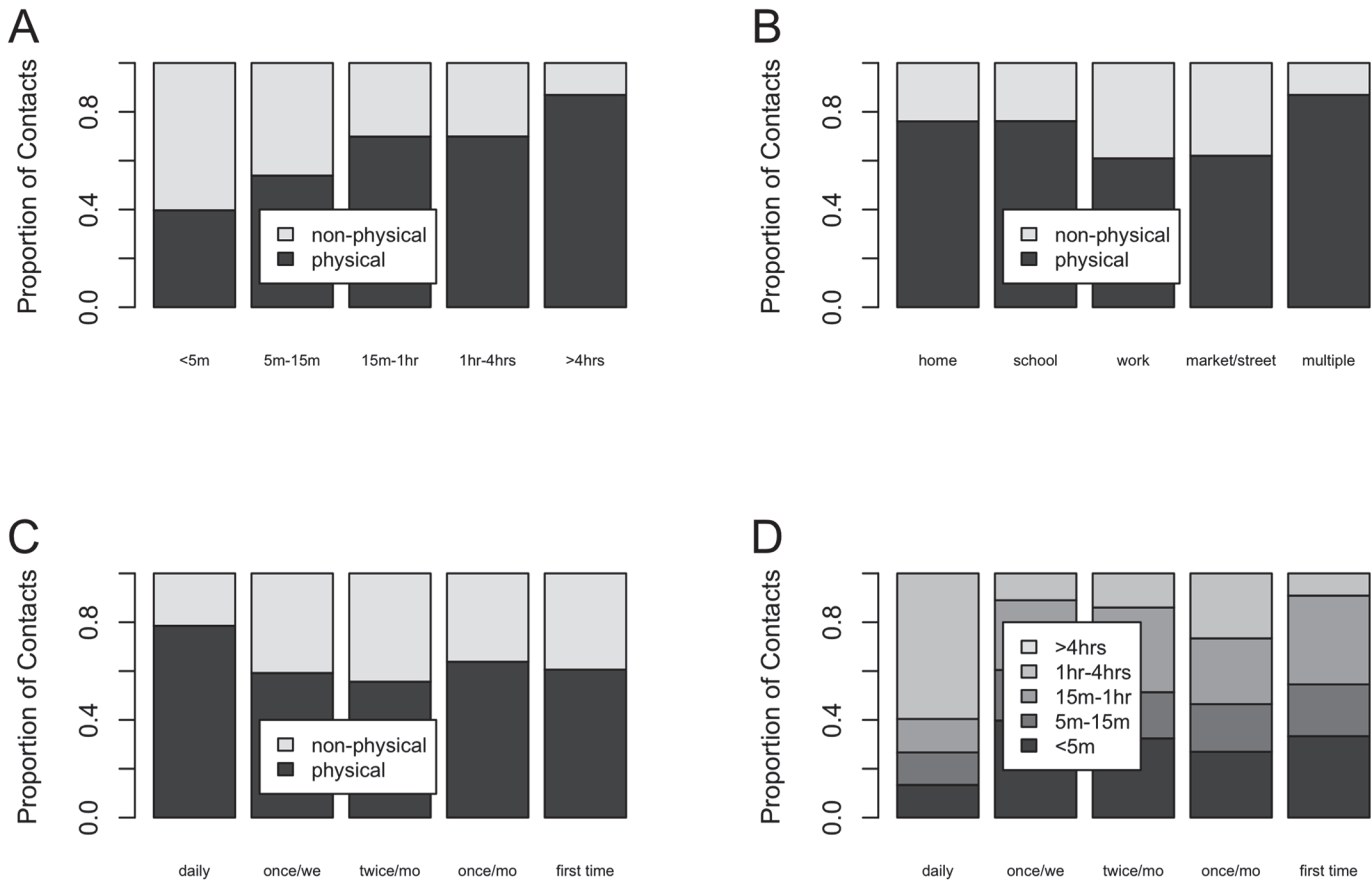 A
Proportion of Contacts
0.8
0.4
0.0
non-physical
physical
<5m 5m-15m 15m-1hr 1hr-4hrs >4hrs
B
Proportion of Contacts
0.8
0.4
0.0
non-physical
physical
home school work market/street multiple
C
Proportion of Contacts
0.8
0.4
0.0
non-physical
physical
daily once/we twice/mo once/mo first time
D
Proportion of Contacts
0.8
0.4
0.0
>4hrs
1hr-4hrs
15m-1hr
5m-15m
<5m
daily once/we twice/mo once/mo first time